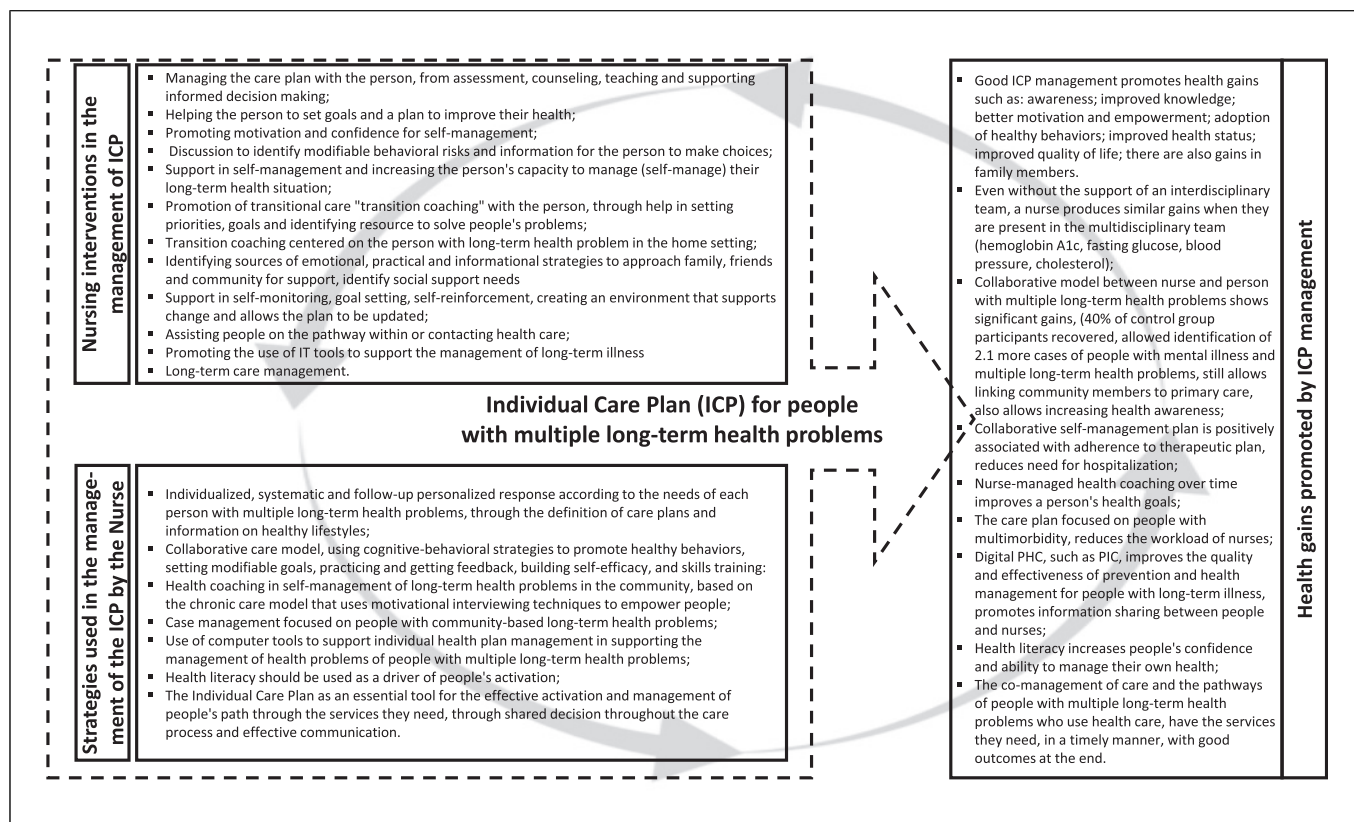 Nursing interventions in the
management of ICP
▪ Managing the care plan with the person, from assessment, counseling, teaching and supporting
informed decision making;
▪ Helping the person to set goals and a plan to improve their health;
▪ Promoting motivation and confidence for self-management;
▪ Discussion to identify modifiable behavioral risks and information for the person to make choices;
▪ Support in self-management and increasing the person's capacity to manage (self-manage) their
long-term health situation;
▪ Promotion of transitional care "transition coaching" with the person, through help in setting
priorities, goals and identifying resource to solve people's problems;
▪ Transition coaching centered on the person with long-term health problem in the home setting;
▪ Identifying sources of emotional, practical and informational strategies to approach family, friends
and community for support, identify social support needs
▪ Support in self-monitoring, goal setting, self-reinforcement, creating an environment that supports
change and allows the plan to be updated;
▪ Assisting people on the pathway within or contacting health care;
▪ Promoting the use of IT tools to support the management of long-term illness
▪ Long-term care management.
Individual Care Plan (ICP) for people
with multiple long-term health problems
Strategies used in the manage-
ment of the ICP by the Nurse
▪ Individualized, systematic and follow-up personalized response according to the needs of each
person with multiple long-term health problems, through the definition of care plans and
information on healthy lifestyles;
▪ Collaborative care model, using cognitive-behavioral strategies to promote healthy behaviors,
setting modifiable goals, practicing and getting feedback, building self-efficacy, and skills training:
▪ Health coaching in self-management of long-term health problems in the community, based on
the chronic care model that uses motivational interviewing techniques to empower people;
▪ Case management focused on people with community-based long-term health problems;
▪ Use of computer tools to support individual health plan management in supporting the
management of health problems of people with multiple long-term health problems;
▪ Health literacy should be used as a driver of people's activation;
▪ The Individual Care Plan as an essential tool for the effective activation and management of
people's path through the services they need, through shared decision throughout the care
process and effective communication.
▪ Good ICP management promotes health gains
such as: awareness; improved knowledge;
better motivation and empowerment; adoption
of healthy behaviors; improved health status;
improved quality of life; there are also gains in
family members.
▪ Even without the support of an interdisciplinary
team, a nurse produces similar gains when they
are present in the multidisciplinary team
(hemoglobin A1c, fasting glucose, blood
pressure, cholesterol);
▪ Collaborative model between nurse and person
with multiple long-term health problems shows
significant gains, (40% of control group
participants recovered, allowed identification of
2.1 more cases of people with mental illness and
multiple long-term health problems, still allows
linking community members to primary care,
also allows increasing health awareness;
▪ Collaborative self-management plan is positively
associated with adherence to therapeutic plan,
reduces need for hospitalization;
▪ Nurse-managed health coaching over time
improves a person's health goals;
▪ The care plan focused on people with
multimorbidity, reduces the workload of nurses;
▪ Digital PHC, such as PIC, improves the quality
and effectiveness of prevention and health
management for people with long-term illness,
promotes information sharing between people
and nurses;
▪ Health literacy increases people's confidence
and ability to manage their own health;
▪ The co-management of care and the pathways
of people with multiple long-term health
problems who use health care, have the services
they need, in a timely manner, with good
outcomes at the end.
Health gains promoted by ICP management